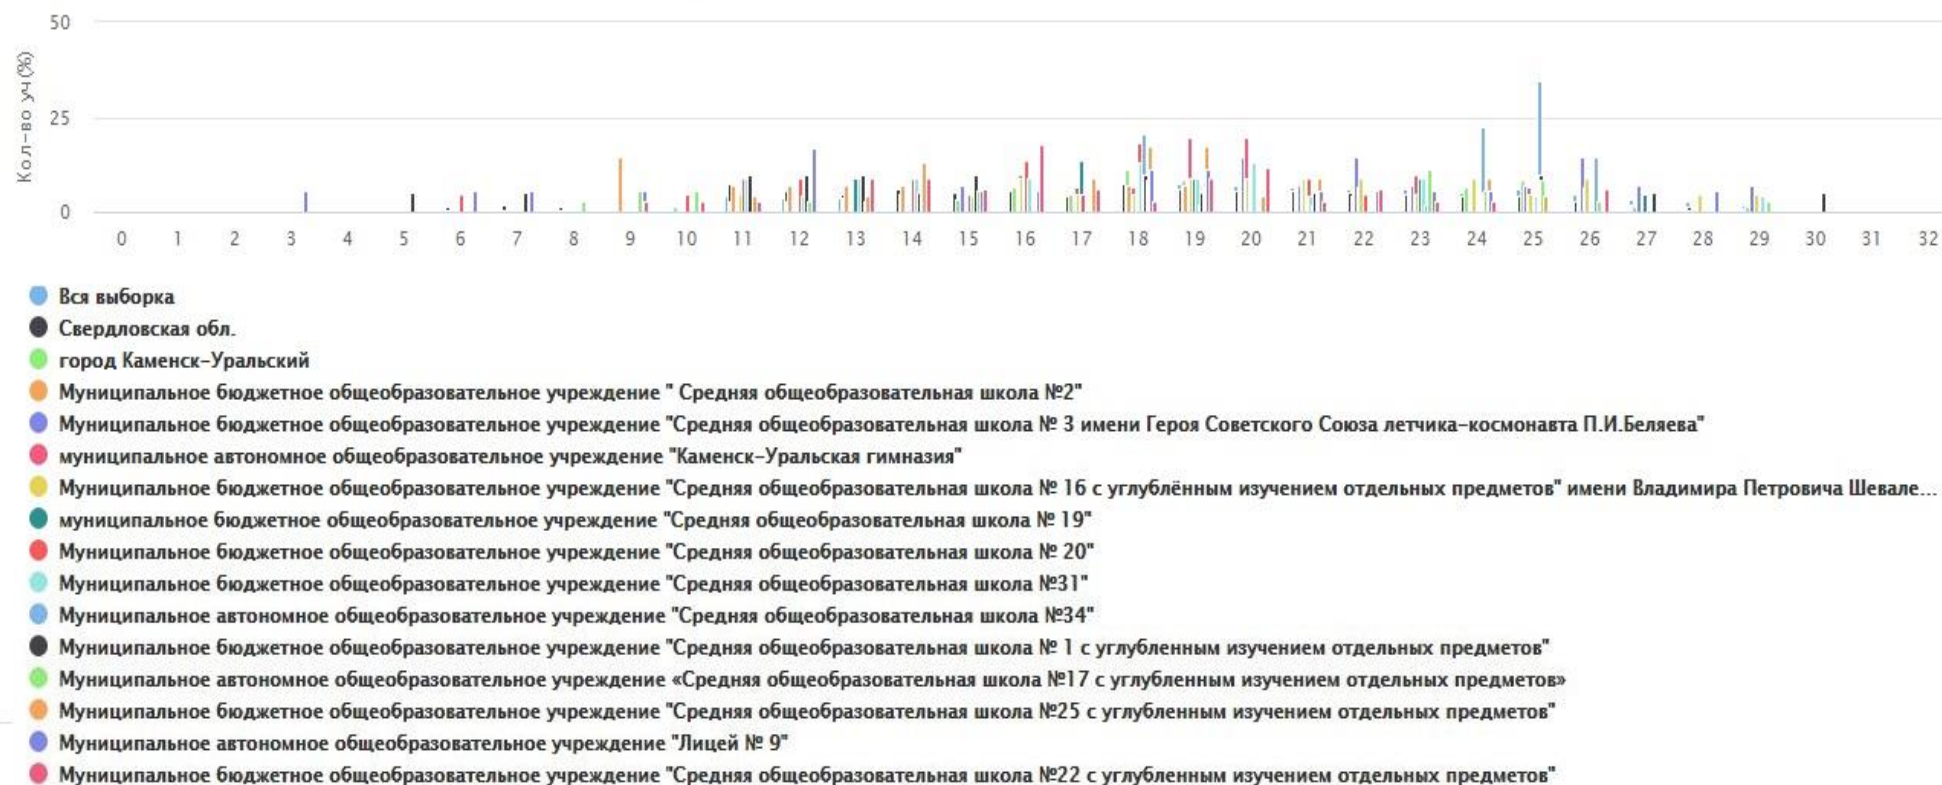 50
Кол-во уч(%)
25
0
0 1 2 3 4 5 6 7 8 9 10 11 12 13 14 15 16 17 18 19 20 21 22 23 24 25 26 27 28 29 30 31 32
Вся выборка
Свердловская обл.
город Каменск-Уральский
Муниципальное бюджетное общеобразовательное учреждение " Средняя общеобразовательная школа №2"
Муниципальное бюджетное общеобразовательное учреждение "Средняя общеобразовательная школа № 3 имени Героя Советского Союза летчика-космонавта П.И.Беляева"
муниципальное автономное общеобразовательное учреждение "Каменск-Уральская гимназия"
Муниципальное бюджетное общеобразовательное учреждение "Средняя общеобразовательная школа № 16 с углублённым изучением отдельных предметов" имени Владимира Петровича Шевале...
муниципальное бюджетное общеобразовательное учреждение "Средняя общеобразовательная школа № 19"
Муниципальное бюджетное общеобразовательное учреждение "Средняя общеобразовательная школа № 20"
Муниципальное бюджетное общеобразовательное учреждение "Средняя общеобразовательная школа №31"
Муниципальное автономное общеобразовательное учреждение "Средняя общеобразовательная школа №34"
Муниципальное бюджетное общеобразовательное учреждение "Средняя общеобразовательная школа № 1 с углубленным изучением отдельных предметов"
Муниципальное автономное общеобразовательное учреждение «Средняя общеобразовательная школа №17 с углубленным изучением отдельных предметов»
Муниципальное бюджетное общеобразовательное учреждение "Средняя общеобразовательная школа №25 с углубленным изучением отдельных предметов"
Муниципальное автономное общеобразовательное учреждение "Лицей № 9"
Муниципальное бюджетное общеобразовательное учреждение "Средняя общеобразовательная школа №22 с углубленным изучением отдельных предметов"